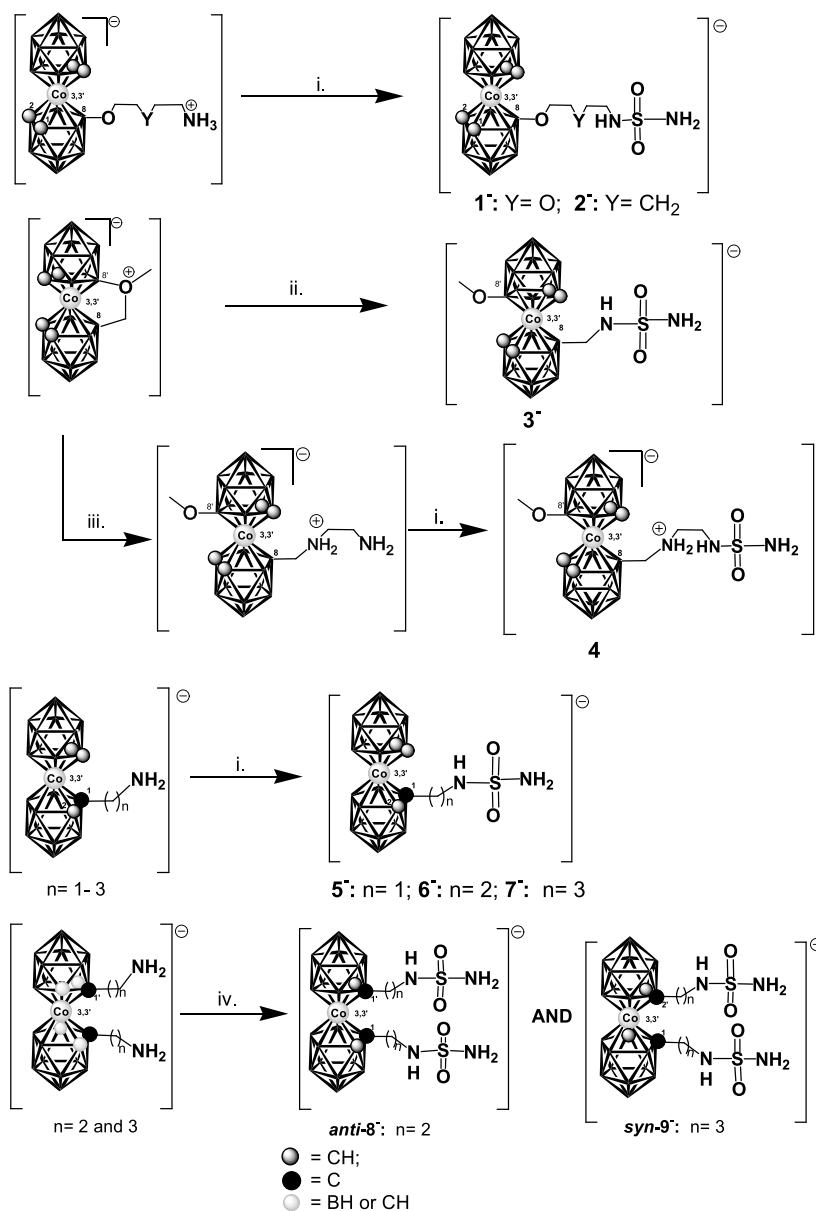 ⊖
⊖
i.
Co 3,3'
2
1
8
O
Y
⊕
NH3
Co 3,3'
2
1
8
O
Y
HN
O
S
O
NH2
1⁻: Y= O; 2⁻: Y= CH2
⊖
8'
O
⊕
Co 3,3'
8
ii.
⊖
O
8'
Co 3,3'
8
H
N
O
S
O
NH2
3⁻
iii.
⊖
O
8'
Co 3,3'
8
⊕
NH2
NH2
i.
⊖
O
8'
Co 3,3'
8
⊕
NH2
HN
O
S
O
NH2
4
⊖
Co 3,3'
1
2
( )n
NH2
n= 1- 3
i.
⊖
Co 3,3'
1
2
( )n
H
N
O
S
O
NH2
5⁻: n= 1; 6⁻: n= 2; 7⁻: n= 3
⊖
NH2
1'
( )n
Co 3,3'
( )n
NH2
n= 2 and 3
iv.
⊖
H
N
O
S
O
NH2
1'
( )n
Co 3,3'
1
( )n
N
H
O
S
O
NH2
anti-8⁻: n= 2
AND
⊖
H
N
O
S
O
NH2
2'
( )n
Co 3,3'
1
( )n
N
H
O
S
O
NH2
syn-9⁻: n= 3
= CH;
= C
= BH or CH